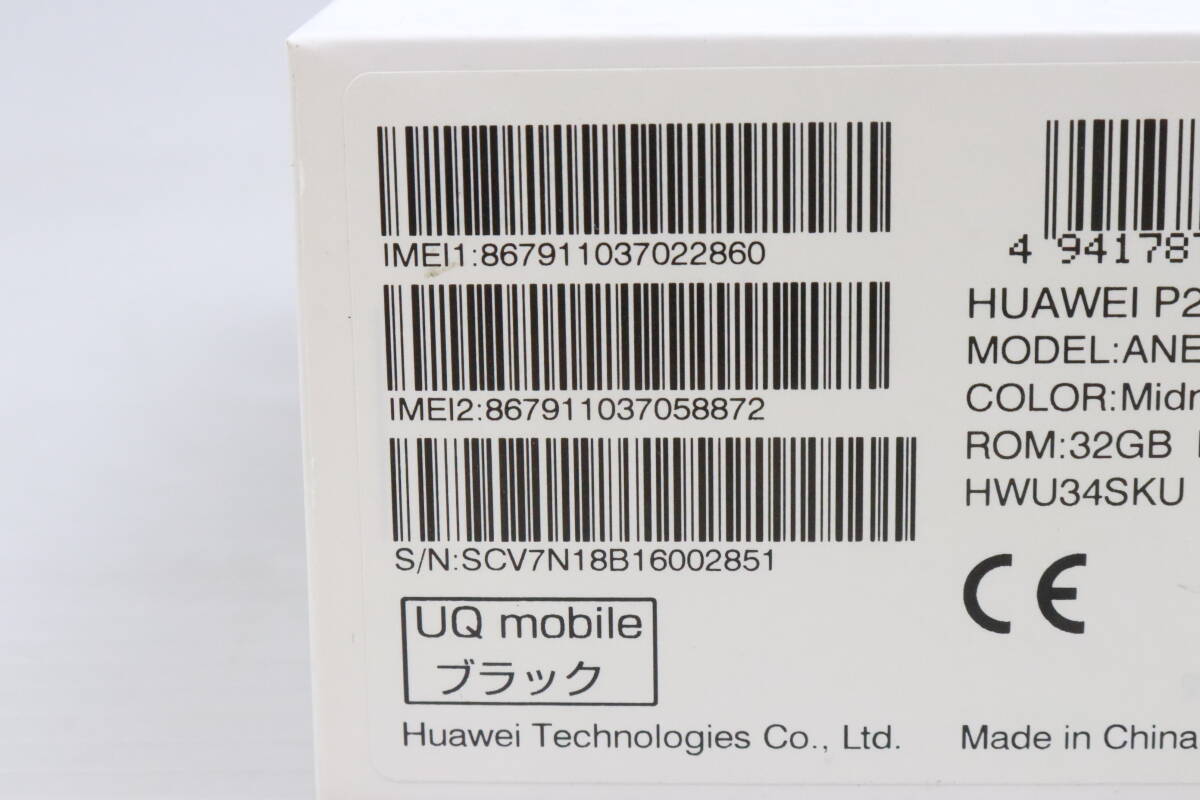 IMEI1:867911037022860
IMEI2:867911037058872
S/N:SCV7N18B16002851
UQ mobile
ブラック
Huawei Technologies Co., Ltd.
4 941787
HUAWEI P2
MODEL:ANE
COLOR:Midn
ROM:32GB
HWU34SKU
CE
Made in China